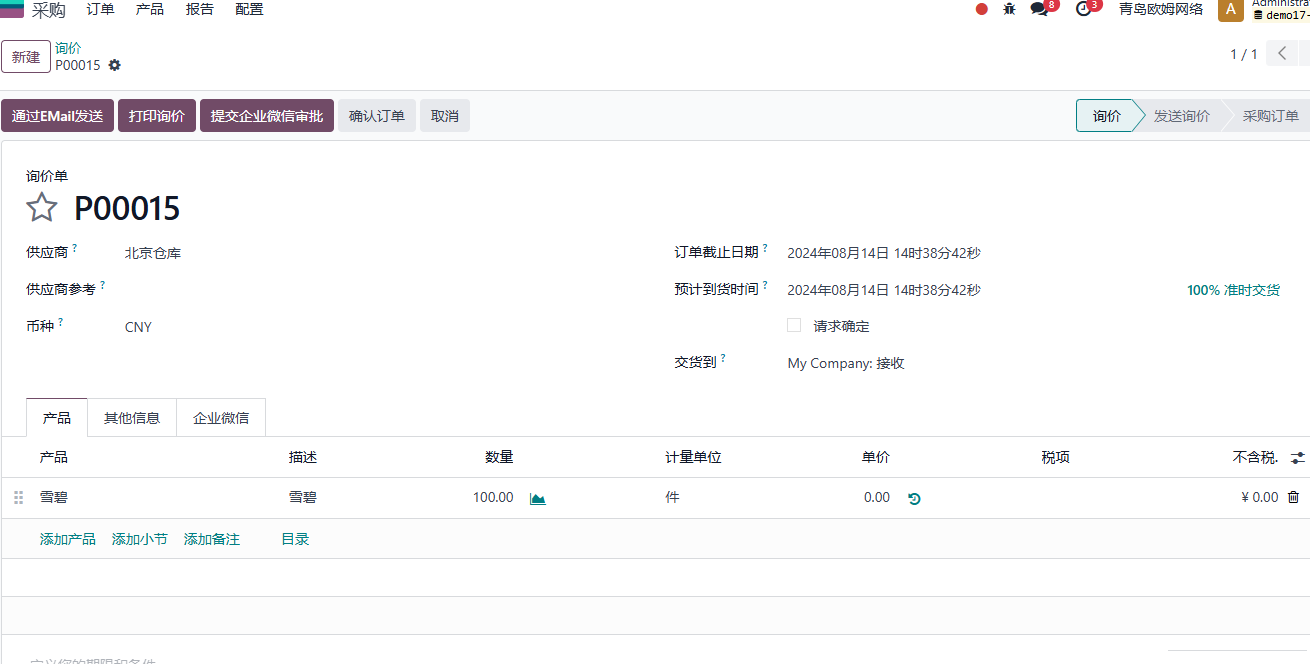 采购 订单 产品 报告 配置 8 3 青岛欧姆网络 A Administra
demo17-
新建 询价 1 / 1
P00015
通过EMail发送 打印询价 提交企业微信审批 确认订单 取消 询价 发送询价 采购订单
询价单
P00015
供应商 ? 北京仓库 订单截止日期 ? 2024年08月14日 14时38分42秒
供应商参考 ? 预计到货时间 ? 2024年08月14日 14时38分42秒 100% 准时交货
币种 ? CNY 请求确定
交货到 ? My Company: 接收
产品 其他信息 企业微信
产品 描述 数量 计量单位 单价 税项 不含税.
雪碧 雪碧 100.00 件 0.00 ¥ 0.00
添加产品 添加小节 添加备注 目录
定义您的期限和条件